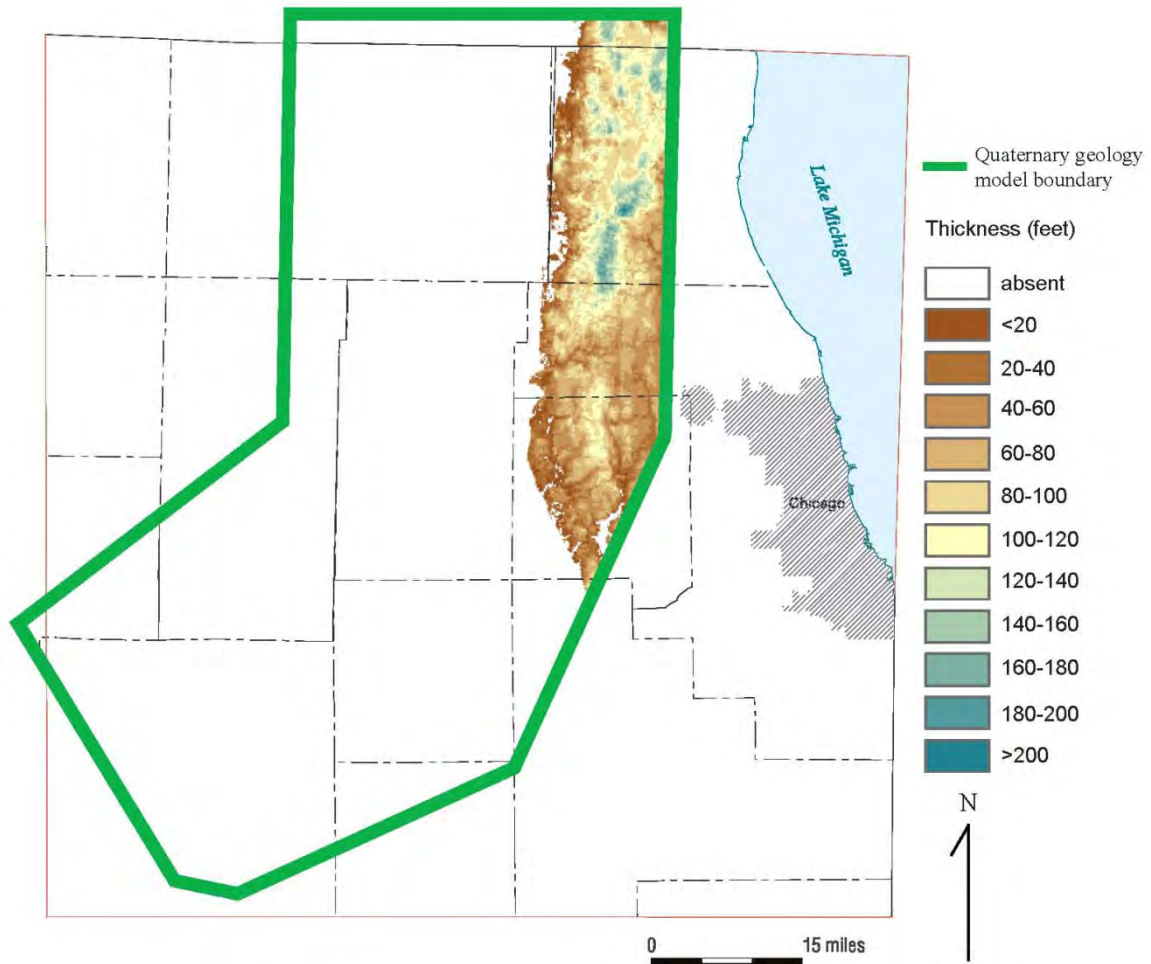 Lake Michigan
Chicago
Quaternary geology
model boundary
Thickness (feet)
absent
<20
20-40
40-60
60-80
80-100
100-120
120-140
140-160
160-180
180-200
>200
N
0 15 miles